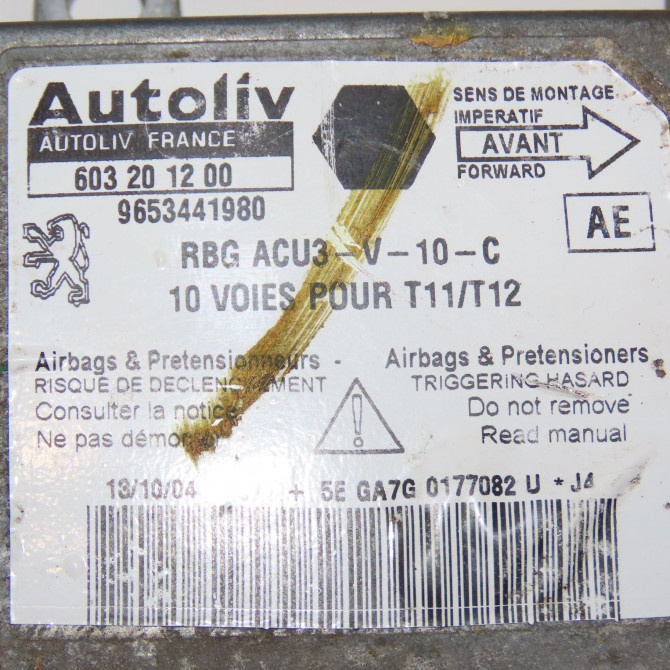 Autoliv
AUTOLIV FRANCE
603 20 12 00
9653441980
SENS DE MONTAGE
IMPERATIF
AVANT
FORWARD
AE
RBG ACU3-V-10-C
10 VOIES POUR T11/T12
Airbags & Pretensionneurs -
RISQUE DE DECLENCHEMENT
Consulter la notice
Ne pas démonter
Airbags & Pretensioners
TRIGGERING HASARD
Do not remove
Read manual
13/10/04 + 5E GA7G 0177082 U * J4